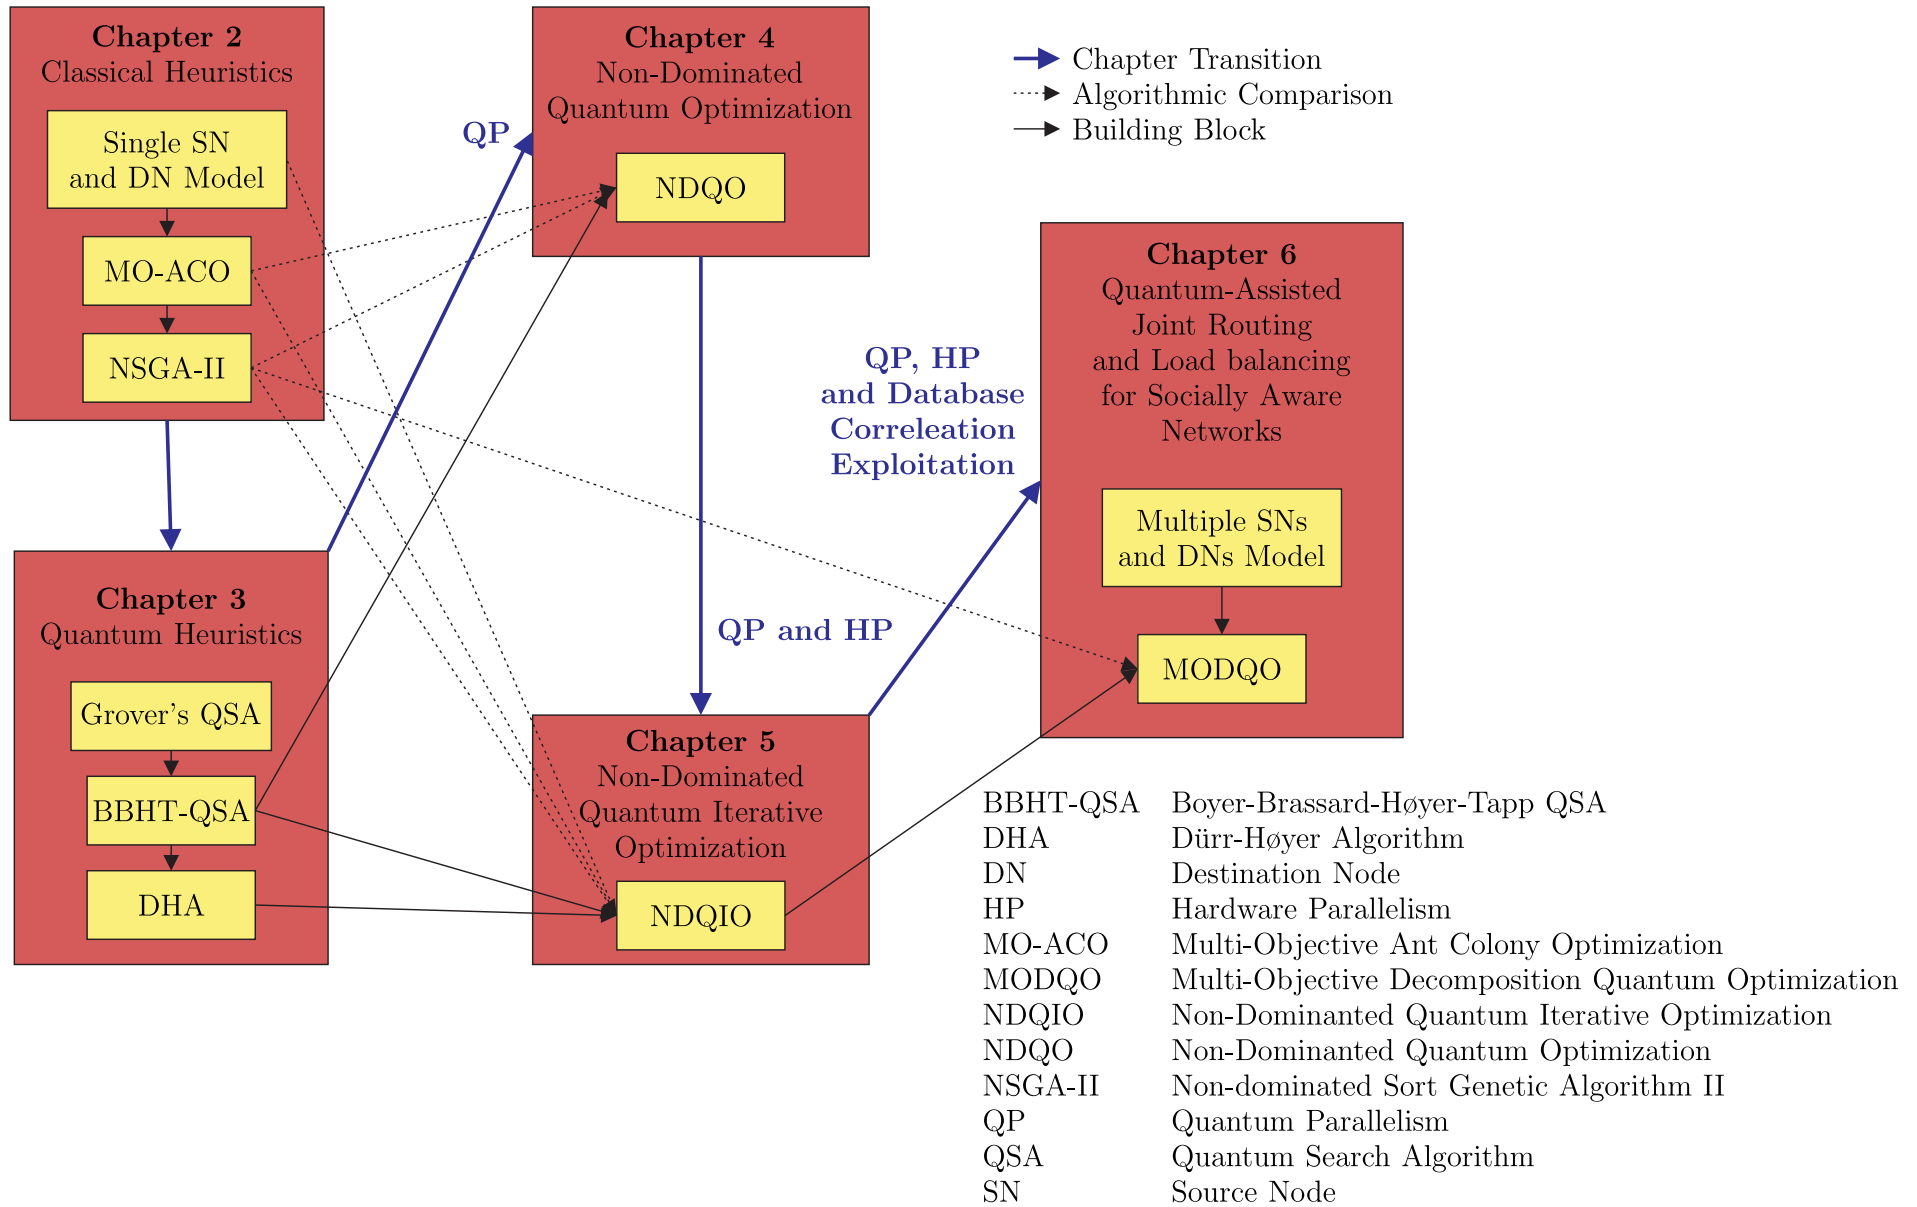 Chapter 2
Classical Heuristics
Single SN
and DN Model
MO-ACO
NSGA-II
Chapter 3
Quantum Heuristics
Grover's QSA
BBHT-QSA
DHA
QP
Chapter 4
Non-Dominated
Quantum Optimization
NDQO
QP and HP
Chapter 5
Non-Dominated
Quantum Iterative
Optimization
NDQIO
QP, HP
and Database
Correleation
Exploitation
Chapter 6
Quantum-Assisted
Joint Routing
and Load balancing
for Socially Aware
Networks
Multiple SNs
and DNs Model
MODQO
Chapter Transition
Algorithmic Comparison
Building Block
BBHT-QSA Boyer-Brassard-Høyer-Tapp QSA
DHA Dürr-Høyer Algorithm
DN Destination Node
HP Hardware Parallelism
MO-ACO Multi-Objective Ant Colony Optimization
MODQO Multi-Objective Decomposition Quantum Optimization
NDQIO Non-Dominanted Quantum Iterative Optimization
NDQO Non-Dominanted Quantum Optimization
NSGA-II Non-dominated Sort Genetic Algorithm II
QP Quantum Parallelism
QSA Quantum Search Algorithm
SN Source Node